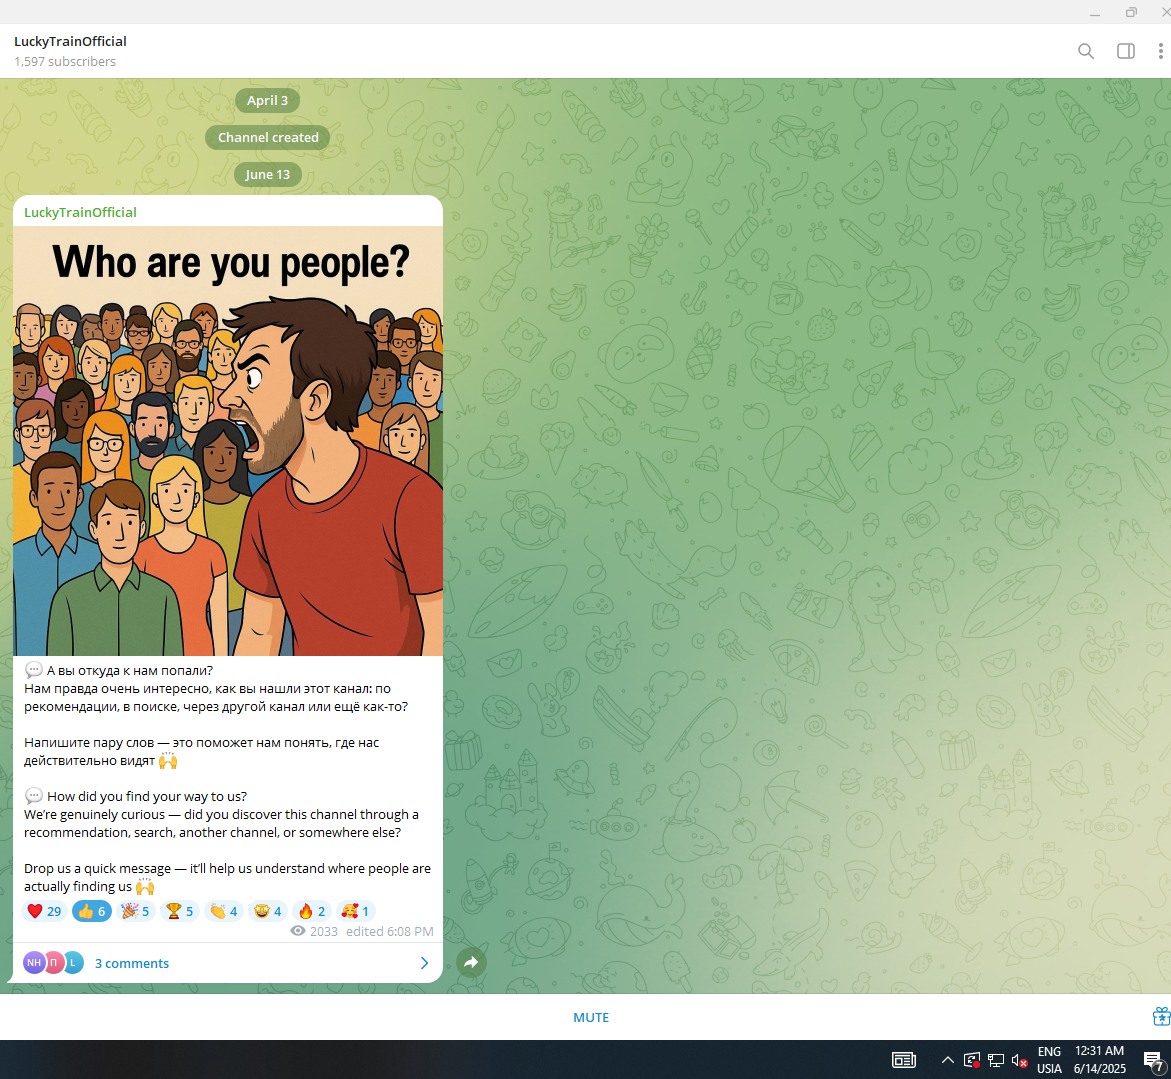 LuckyTrainOfficial
1,597 subscribers
April 3
Channel created
June 13
LuckyTrainOfficial
Who are you people?
💬 А вы откуда к нам попали?
Нам правда очень интересно, как вы нашли этот канал: по
рекомендации, в поиске, через другой канал или ещё как-то?
Напишите пару слов — это поможет нам понять, где нас
действительно видят 🙌
💬 How did you find your way to us?
We’re genuinely curious — did you discover this channel through a
recommendation, search, another channel, or somewhere else?
Drop us a quick message — it’ll help us understand where people are
actually finding us 🙌
❤️ 29 👍 6 🎉 5 🏆 5 👏 4 🤩 4 🔥 2 🥰 1
2033 edited 6:08 PM
NH П L 3 comments
MUTE
ENG 12:31 AM
USIA 6/14/2025
7